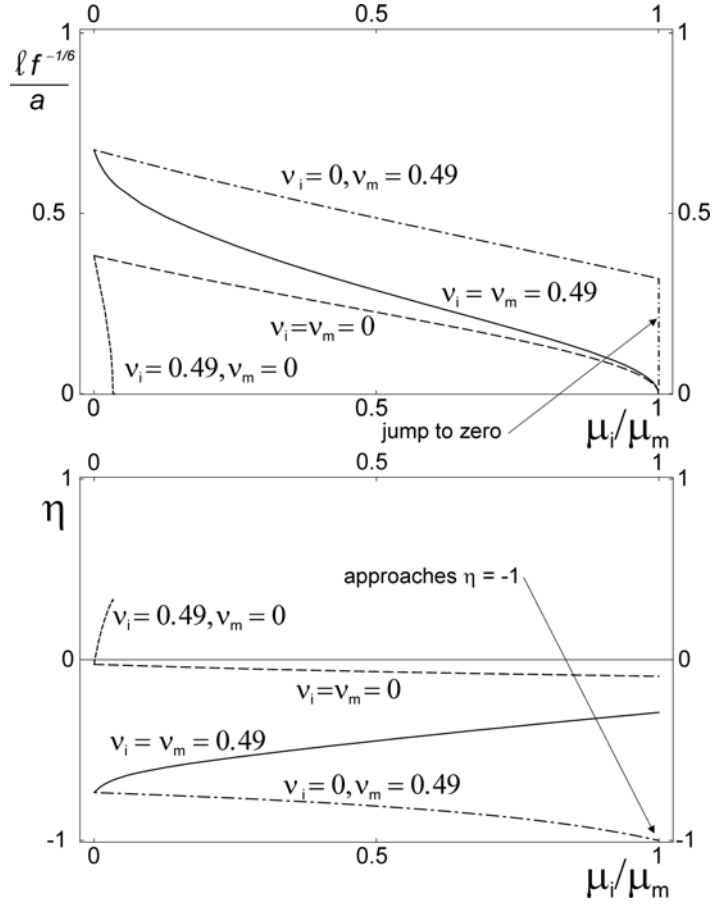 0 0.5 1
1 1
ℓ f ^{-1/6}
a
ν_i = 0, ν_m = 0.49
0.5 0.5
ν_i = ν_m = 0.49
ν_i = ν_m = 0
ν_i = 0.49, ν_m = 0
0 0
0 0.5 1
jump to zero
μ_i/μ_m
0 0.5 1
1 1
η
approaches η = -1
ν_i = 0.49, ν_m = 0
0 0
ν_i = ν_m = 0
ν_i = ν_m = 0.49
ν_i = 0, ν_m = 0.49
-1 -1
0 0.5 1
μ_i/μ_m